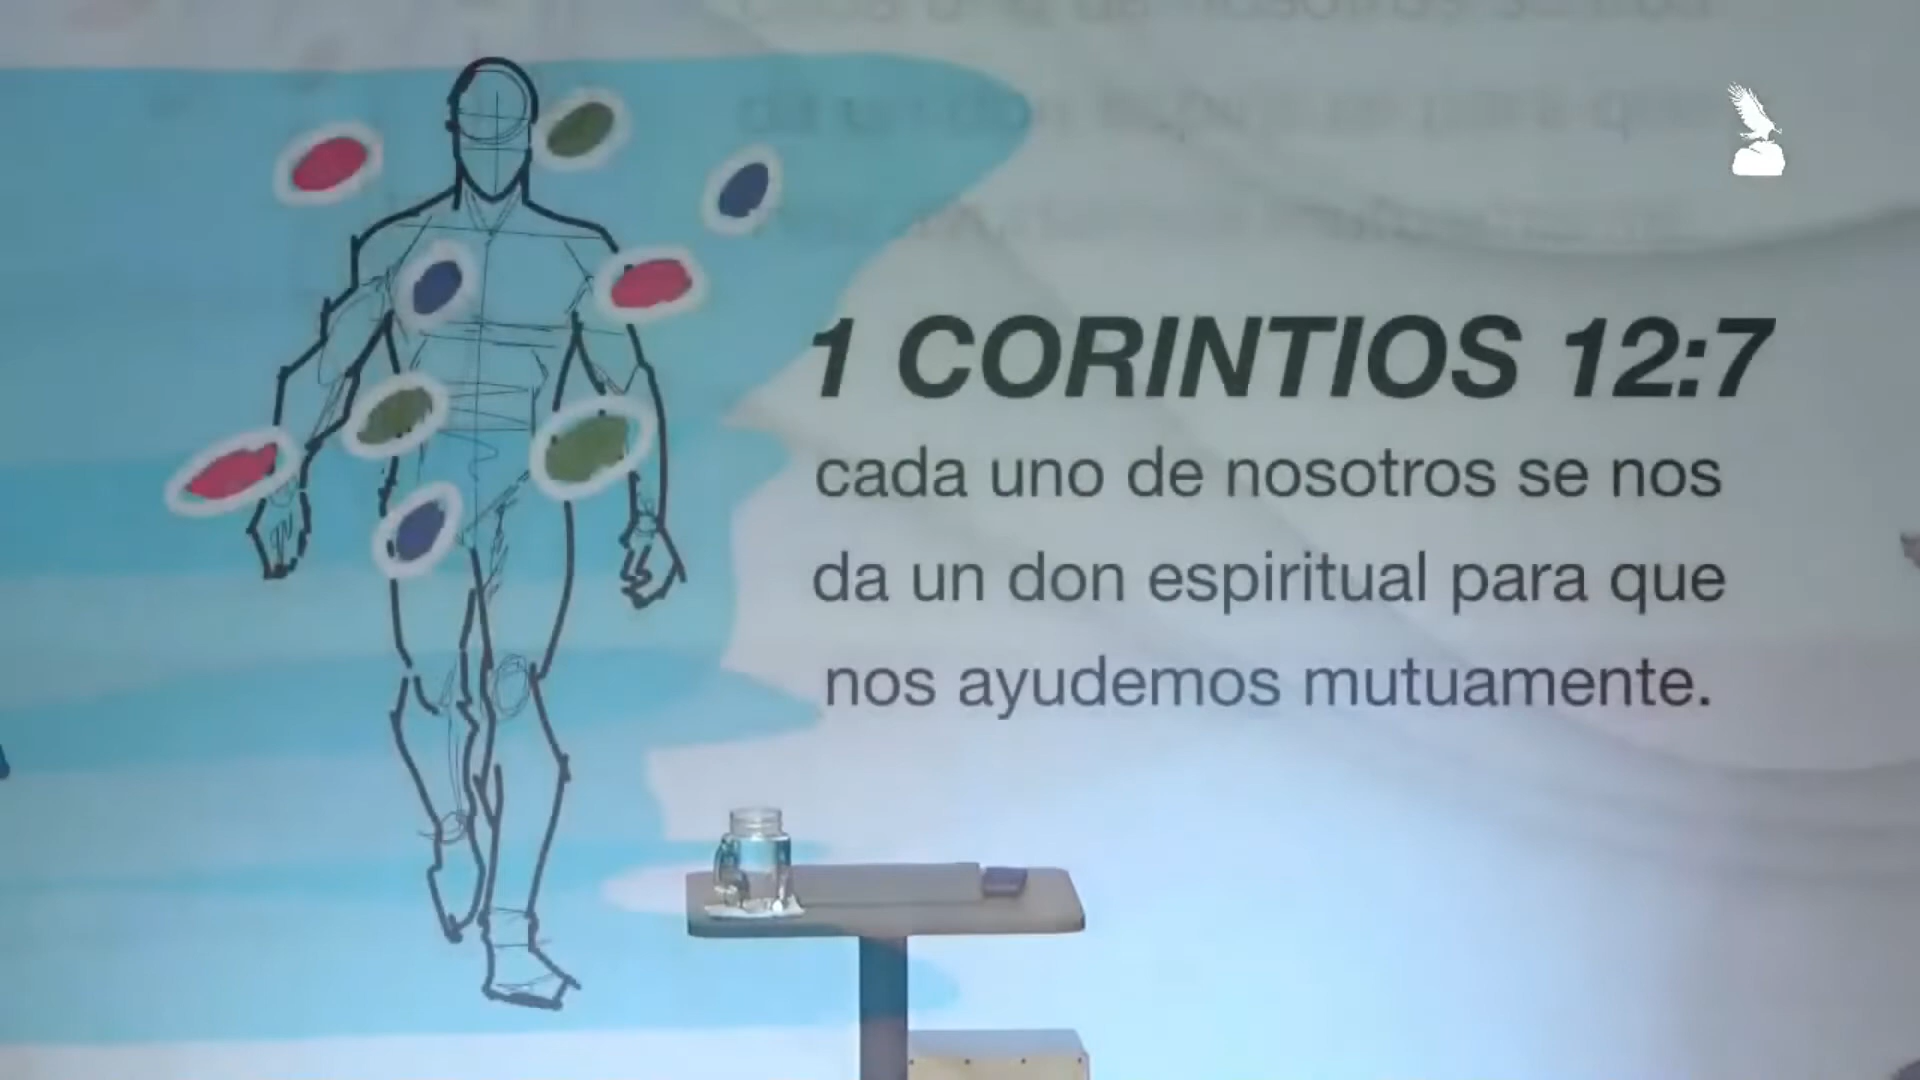 1 CORINTIOS 12:7
cada uno de nosotros se nos
da un don espiritual para que
nos ayudemos mutuamente.